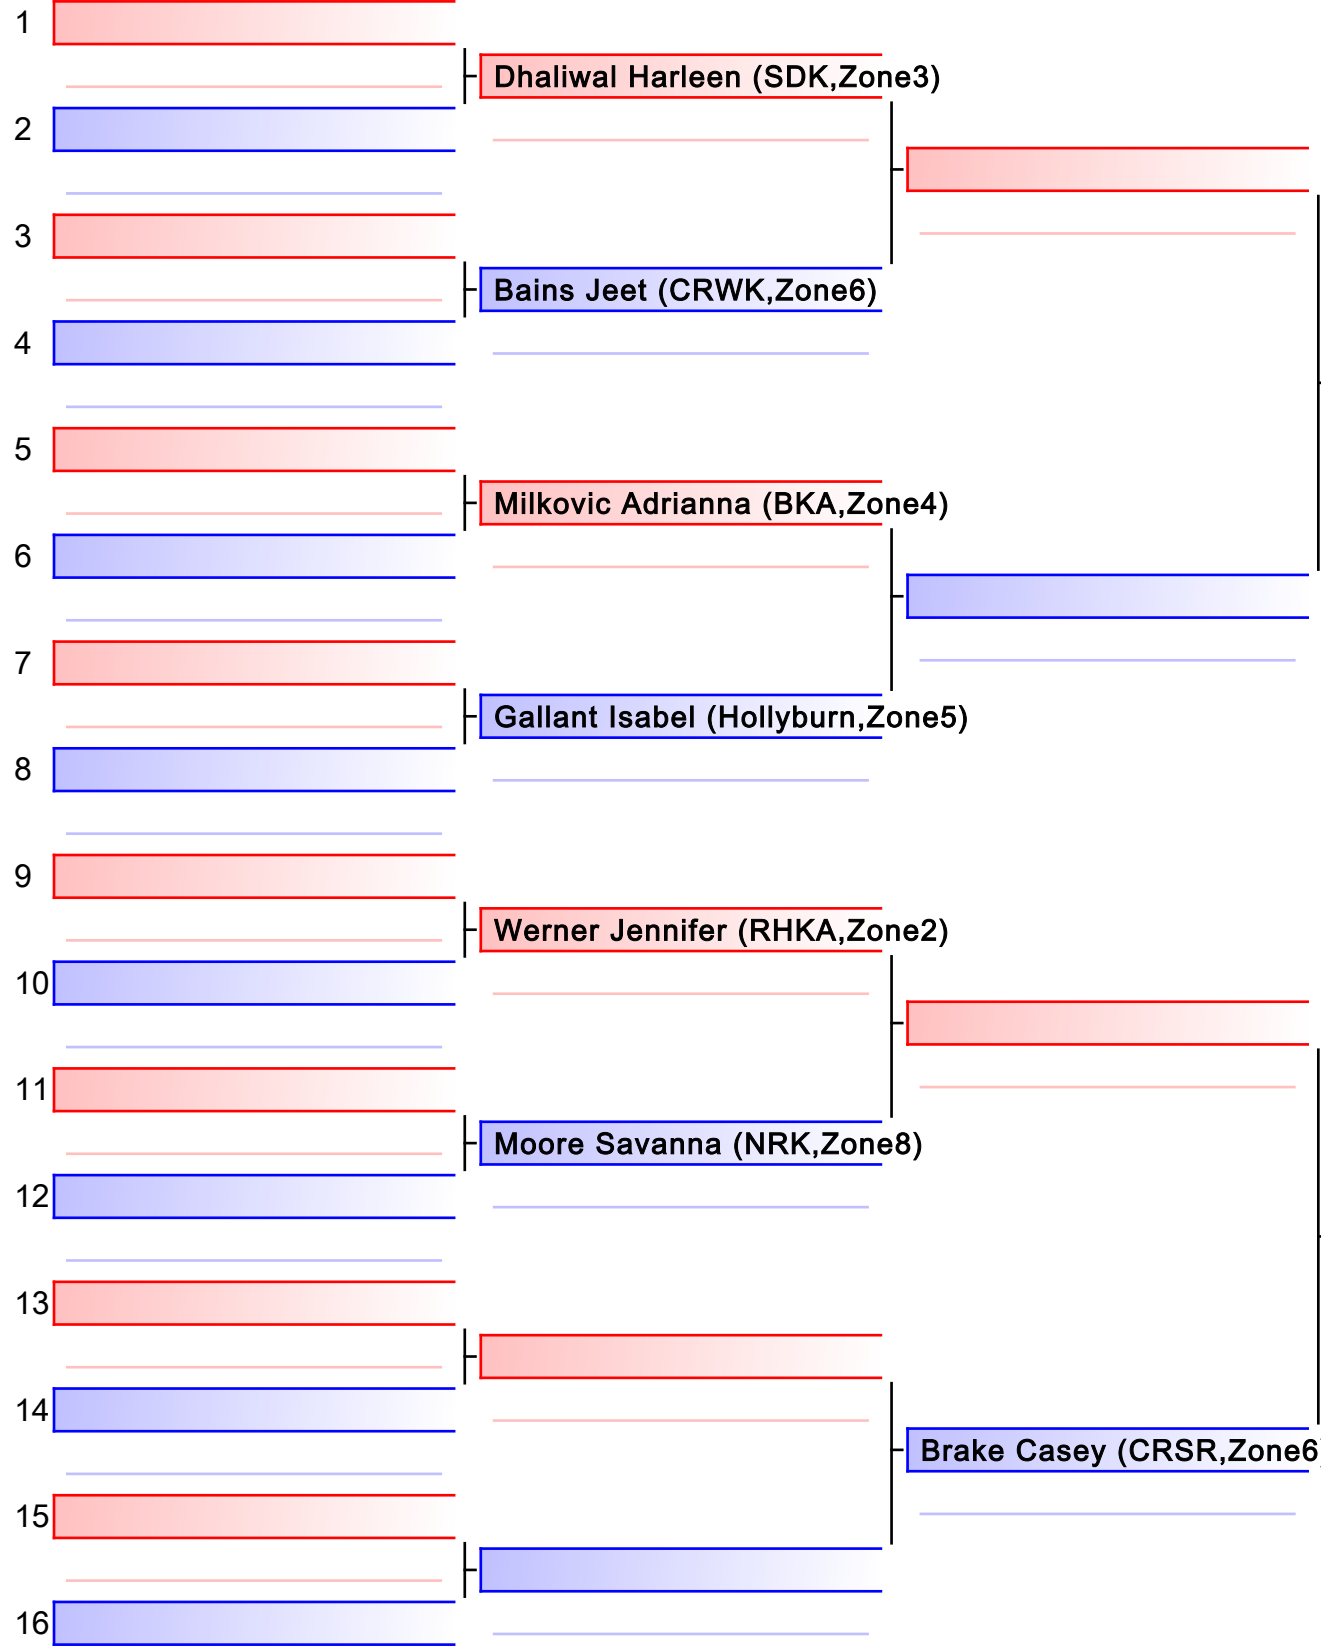 1
Dhaliwal Harleen (SDK,Zone3)
2
3
Bains Jeet (CRWK,Zone6)
4
5
Milkovic Adrianna (BKA,Zone4)
6
7
Gallant Isabel (Hollyburn,Zone5)
8
9
Werner Jennifer (RHKA,Zone2)
10
11
Moore Savanna (NRK,Zone8)
12
13
14
Brake Casey (CRSR,Zone6)
15
16